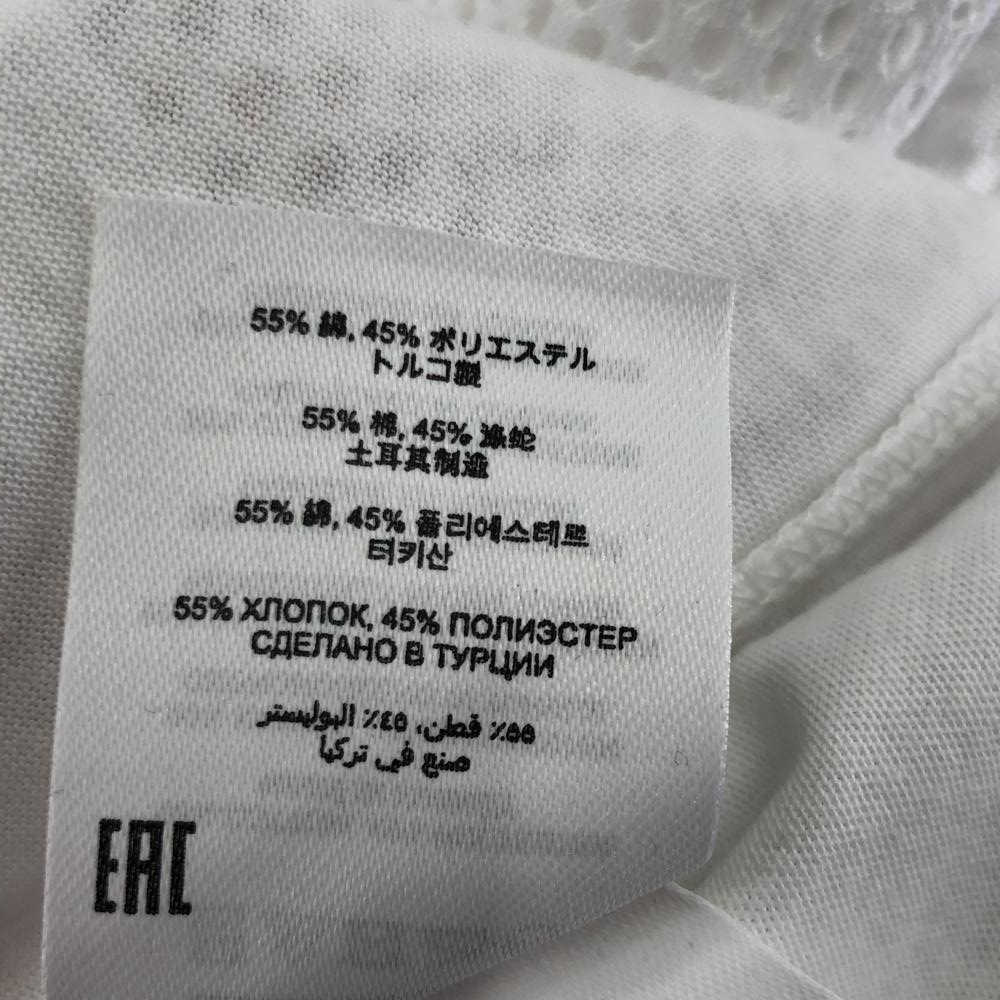 55% 綿, 45% ポリエステル
トルコ製
55% 棉, 45% 涤纶
土耳其制造
55% 綿, 45% 폴리에스테르
터키산
55% ХЛОПОК, 45% ПОЛИЭСТЕР
СДЕЛАНО В ТУРЦИИ
٥٥٪ قطن، ٤٥٪ البوليستر
صنع في تركيا
EAC